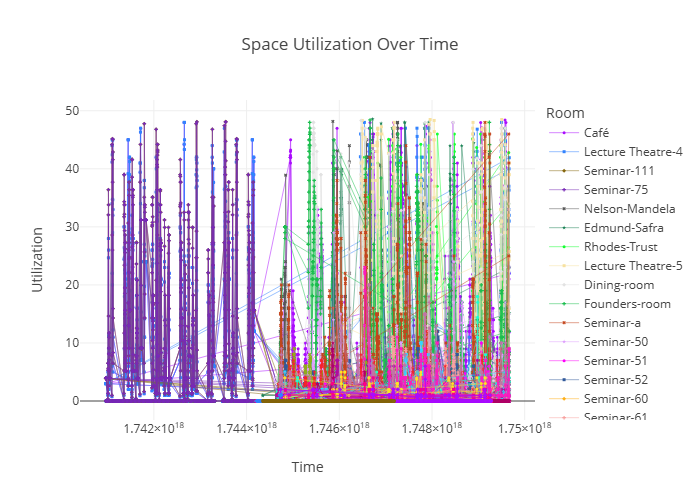 Space Utilization Over Time
50
40
30
20
10
0
Utilization
1.742×10¹⁸
1.744×10¹⁸
1.746×10¹⁸
1.748×10¹⁸
1.75×10¹⁸
Time
Room
Café
Lecture Theatre-4
Seminar-111
Seminar-75
Nelson-Mandela
Edmund-Safra
Rhodes-Trust
Lecture Theatre-5
Dining-room
Founders-room
Seminar-a
Seminar-50
Seminar-51
Seminar-52
Seminar-60
Seminar-61